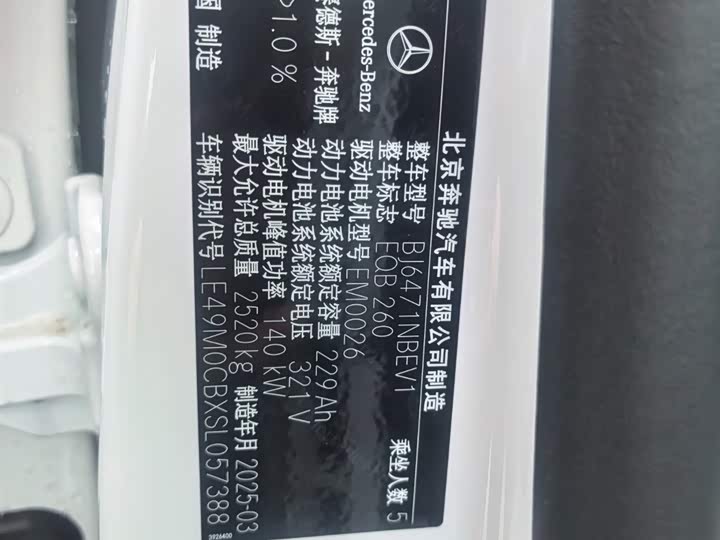 Mercedes-Benz
北京奔驰汽车有限公司制造
整车型号 BJ6471NBEV1 乘坐人数 5
整车标志 EQB 260
驱动电机型号 EM0026
德斯-奔驰牌 动力电池系统额定容量 229Ah
动力电池系统额定电压 321V
>1.0 % 驱动电机峰值功率 140 kW
最大允许总质量 2520kg 制造年月 2025-03
国 制造 车辆识别代号 LE49M0CBXSL057388
3926400